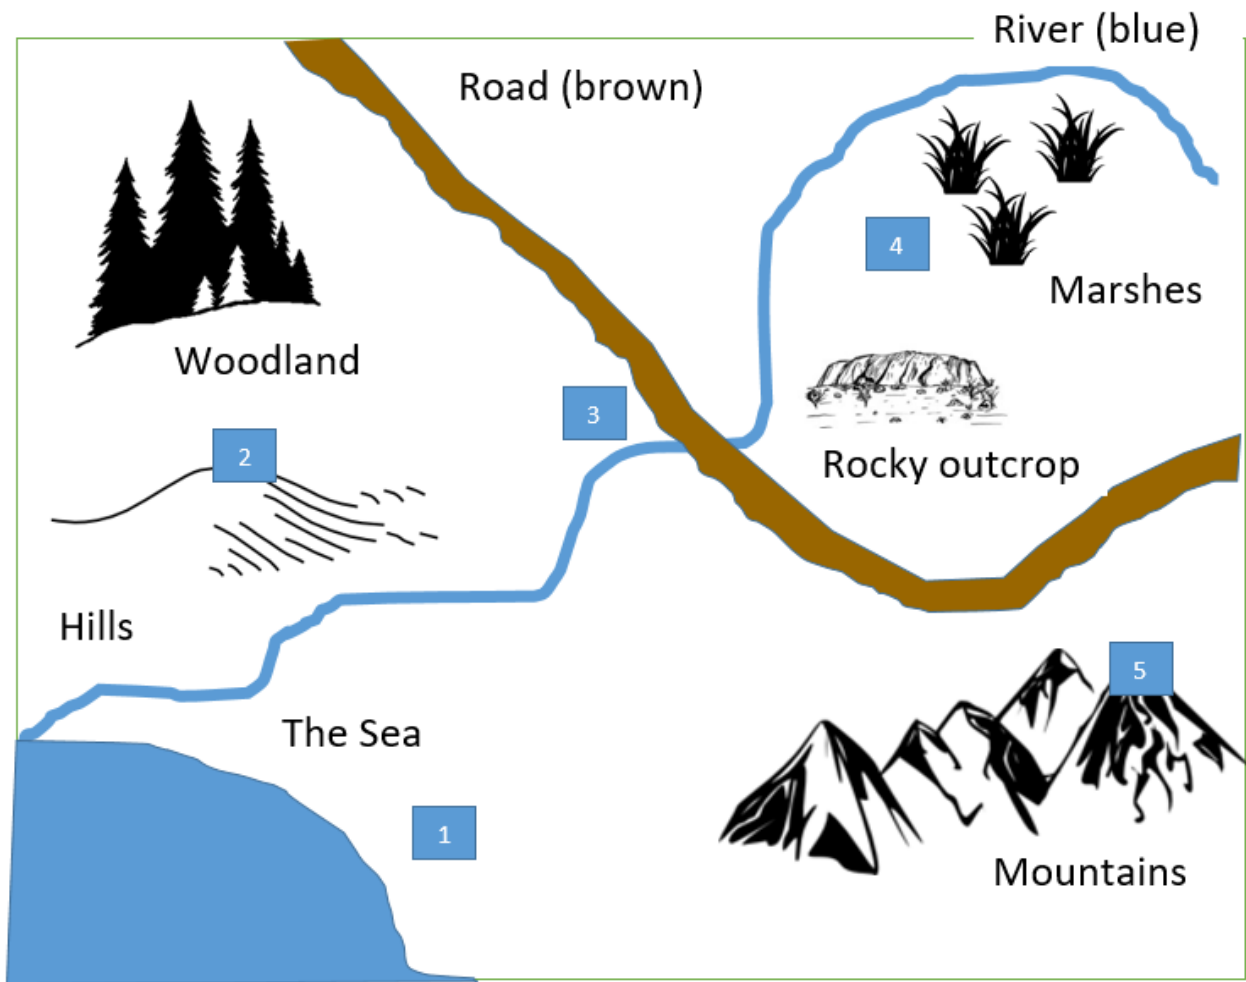 River (blue)
Road (brown)
4
Marshes
Woodland
3
2
Rocky outcrop
Hills
5
The Sea
1
Mountains